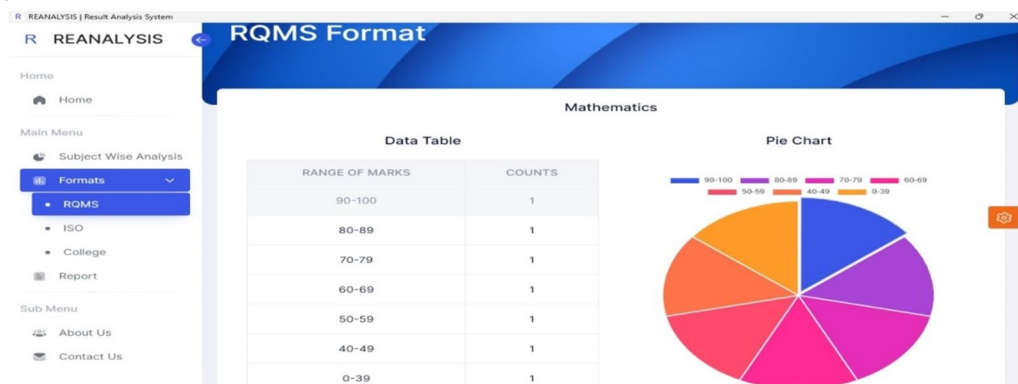 R REANALYSIS | Result Analysis System
R REANALYSIS
Home
Home
Main Menu
Subject Wise Analysis
Formats
RQMS
ISO
College
Report
Sub Menu
About Us
Contact Us
RQMS Format
Mathematics
Data Table
RANGE OF MARKS COUNTS
90-100 1
80-89 1
70-79 1
60-69 1
50-59 1
40-49 1
0-39 1
Pie Chart
90-100 80-89 70-79 60-69
50-59 40-49 0-39